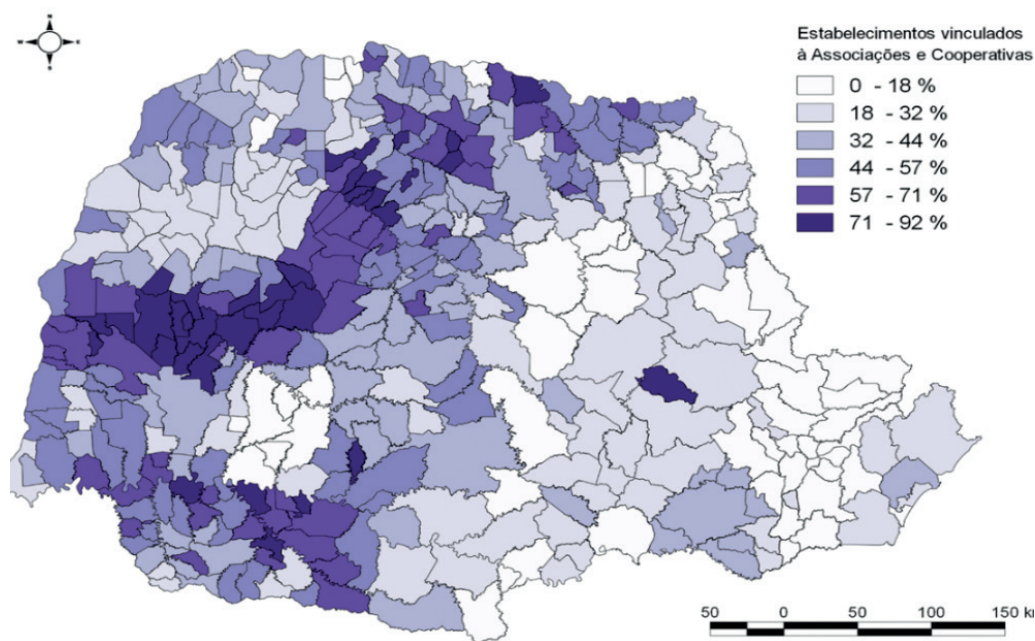 N
W E
S
Estabelecimentos vinculados
à Associações e Cooperativas
0 - 18 %
18 - 32 %
32 - 44 %
44 - 57 %
57 - 71 %
71 - 92 %
50 0 50 100 150 km